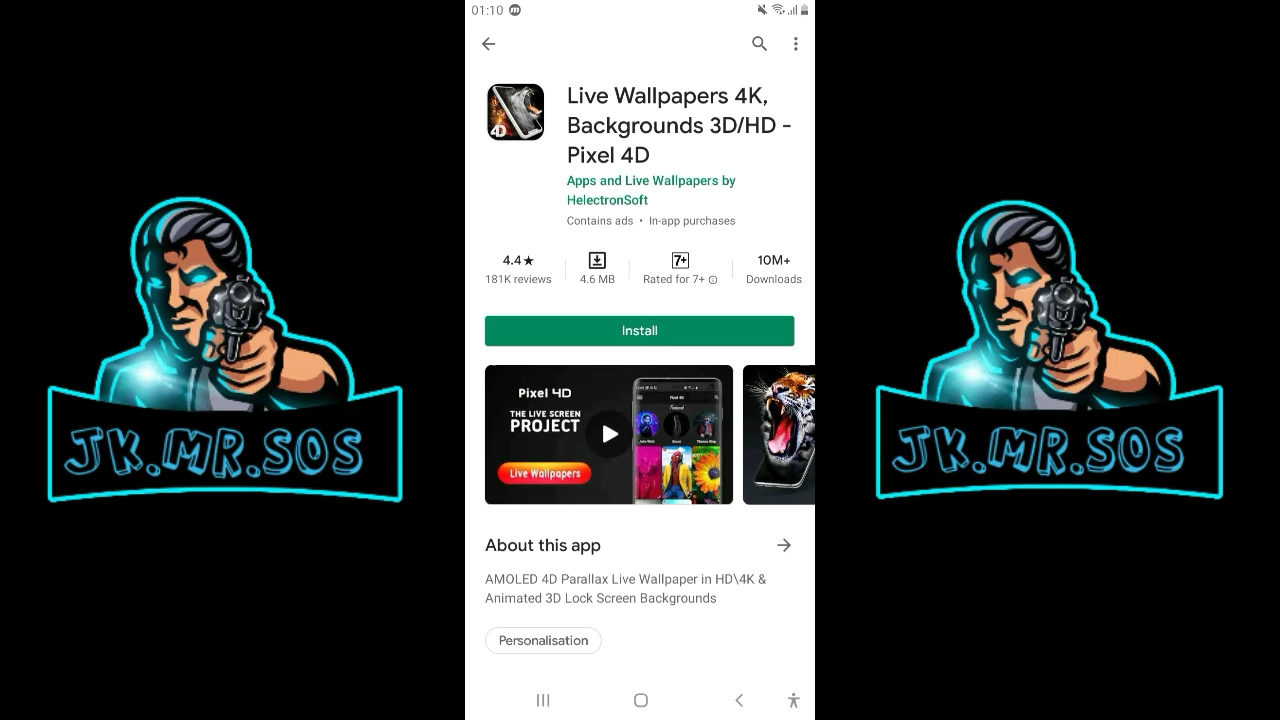 01:10
Live Wallpapers 4K,
Backgrounds 3D/HD -
Pixel 4D
Apps and Live Wallpapers by
HelectronSoft
Contains ads • In-app purchases
4.4★
181K reviews
4.6 MB
7+
Rated for 7+
10M+
Downloads
Install
4D
Pixel 4D
THE LIVE SCREEN
PROJECT
Live Wallpapers
Pixel 4D
About this app
AMOLED 4D Parallax Live Wallpaper in HD\4K &
Animated 3D Lock Screen Backgrounds
Personalisation
JK.MR.SOS
JK.MR.SOS